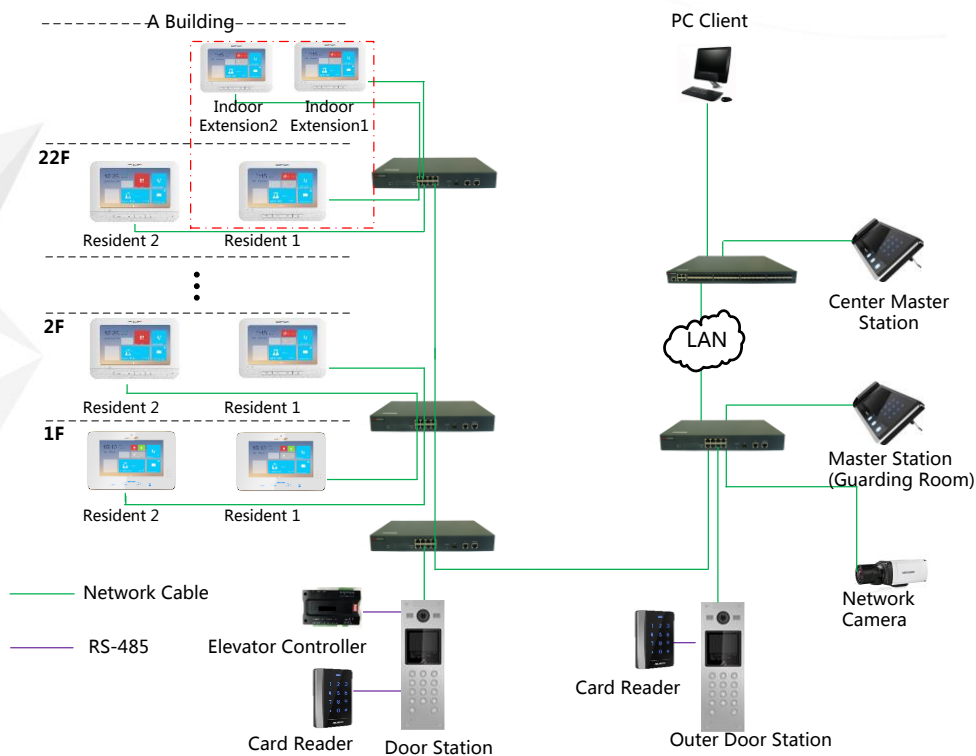 A Building
PC Client
Indoor
Extension2
Indoor
Extension1
22F
Resident 2
Resident 1
Center Master
Station
2F
LAN
Resident 2
Resident 1
1F
Master Station
(Guarding Room)
Resident 2
Resident 1
Network Cable
Network
Camera
RS-485
Elevator Controller
Card Reader
Card Reader
Door Station
Outer Door Station